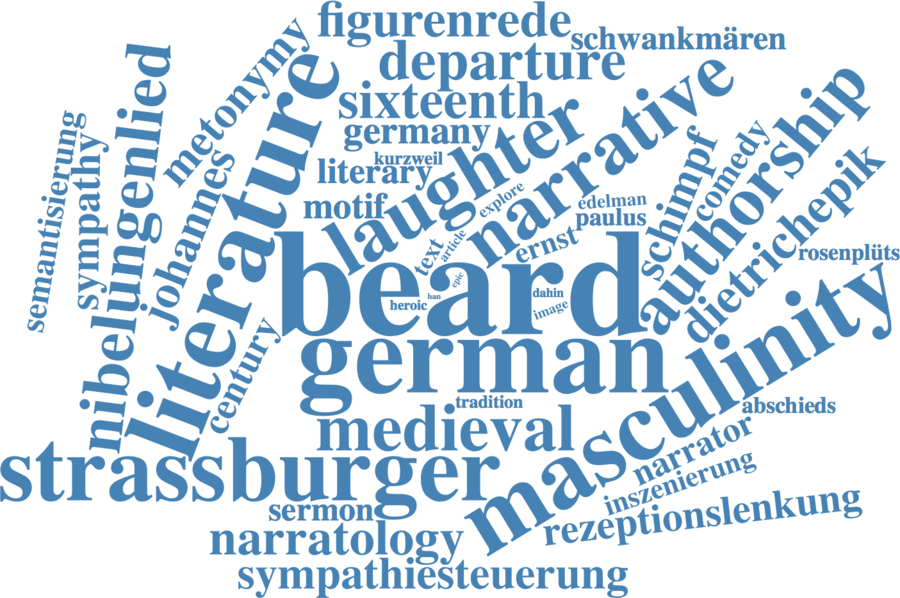 figurenrede
schwankmären
departure
sixteenth
germany
kurzweil
literary
motif
metonymy
literature
nibelungenlied
semantisierung
sympathy
johannes
century
laughter
narrative
explore
edelman
paulus
ernst
text
article
epic
schimpf
comedy
authorship
dietrichepik
rosenplüts
beard
heroic
han
dahin
image
german
tradition
medieval
masculinity
abschieds
strassburger
narrator
inszenierung
sermon
rezeptionslenkung
narratology
sympathiesteuerung